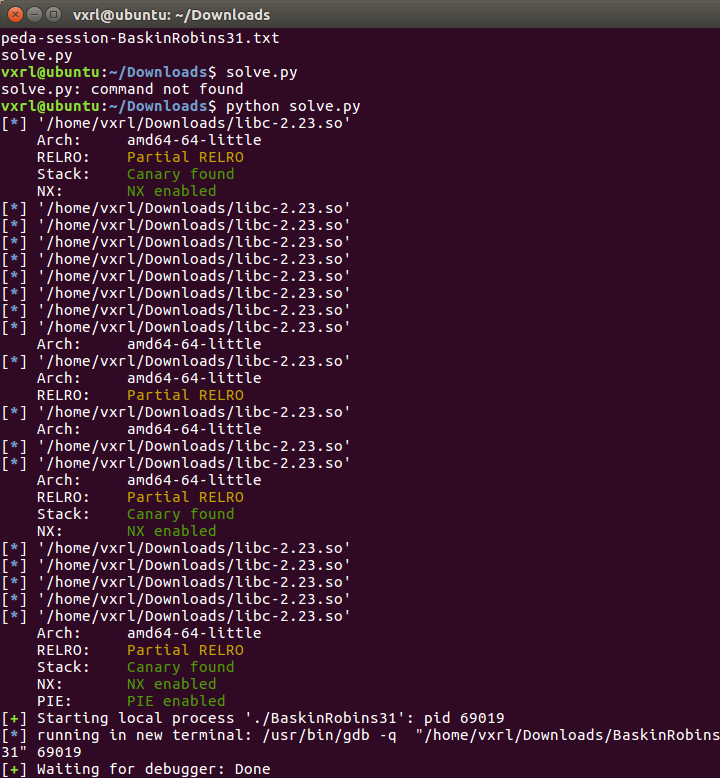 vxrl@ubuntu: ~/Downloads
peda-session-BaskinRobins31.txt
solve.py
vxrl@ubuntu:~/Downloads$ solve.py
solve.py: command not found
vxrl@ubuntu:~/Downloads$ python solve.py
[*] '/home/vxrl/Downloads/libc-2.23.so'
    Arch:     amd64-64-little
    RELRO:    Partial RELRO
    Stack:    Canary found
    NX:       NX enabled
[*] '/home/vxrl/Downloads/libc-2.23.so'
[*] '/home/vxrl/Downloads/libc-2.23.so'
[*] '/home/vxrl/Downloads/libc-2.23.so'
[*] '/home/vxrl/Downloads/libc-2.23.so'
[*] '/home/vxrl/Downloads/libc-2.23.so'
[*] '/home/vxrl/Downloads/libc-2.23.so'
[*] '/home/vxrl/Downloads/libc-2.23.so'
[*] '/home/vxrl/Downloads/libc-2.23.so'
    Arch:     amd64-64-little
[*] '/home/vxrl/Downloads/libc-2.23.so'
    Arch:     amd64-64-little
    RELRO:    Partial RELRO
[*] '/home/vxrl/Downloads/libc-2.23.so'
    Arch:     amd64-64-little
[*] '/home/vxrl/Downloads/libc-2.23.so'
[*] '/home/vxrl/Downloads/libc-2.23.so'
    Arch:     amd64-64-little
    RELRO:    Partial RELRO
    Stack:    Canary found
    NX:       NX enabled
[*] '/home/vxrl/Downloads/libc-2.23.so'
[*] '/home/vxrl/Downloads/libc-2.23.so'
[*] '/home/vxrl/Downloads/libc-2.23.so'
[*] '/home/vxrl/Downloads/libc-2.23.so'
[*] '/home/vxrl/Downloads/libc-2.23.so'
    Arch:     amd64-64-little
    RELRO:    Partial RELRO
    Stack:    Canary found
    NX:       NX enabled
    PIE:      PIE enabled
[+] Starting local process './BaskinRobins31': pid 69019
[*] running in new terminal: /usr/bin/gdb -q  "/home/vxrl/Downloads/BaskinRobins
31" 69019
[+] Waiting for debugger: Done